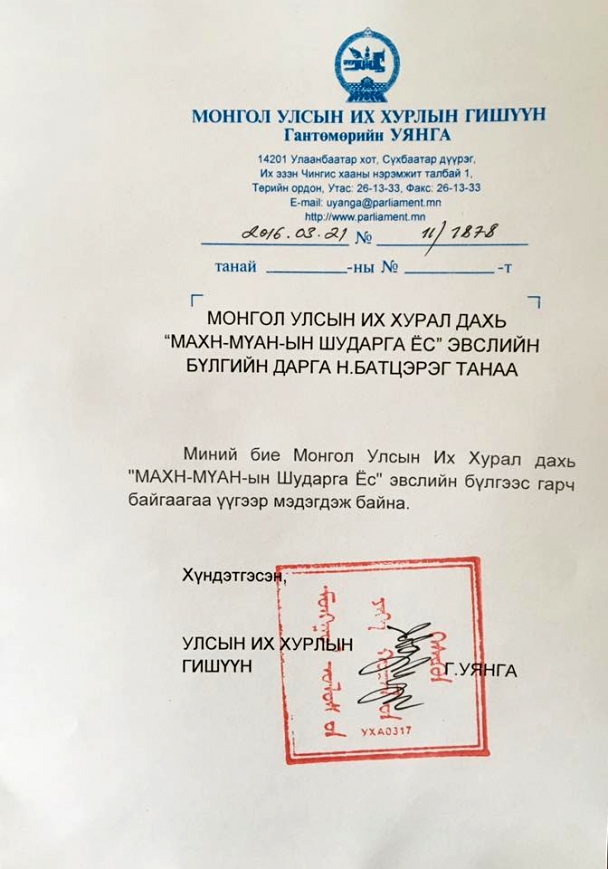 МОНГОЛ УЛСЫН ИХ ХУРЛЫН ГИШҮҮН
Гантөмөрийн УЯНГА
14201 Улаанбаатар хот, Сүхбаатар дүүрэг,
Их эзэн Чингис хааны нэрэмжит талбай 1,
Төрийн ордон, Утас: 26-13-33, Факс: 26-13-33
E-mail: uyanga@parliament.mn
http://www.parliament.mn
2016.03.21 № 11/1878
танай ________-ны № ________-т
МОНГОЛ УЛСЫН ИХ ХУРАЛ ДАХЬ
“МАХН-МҮАН-ЫН ШУДАРГА ЁС” ЭВСЛИЙН
БҮЛГИЙН ДАРГА Н.БАТЦЭРЭГ ТАНАА
Миний бие Монгол Улсын Их Хурал дахь
"МАХН-МҮАН-ын Шударга Ёс" эвслийн бүлгээс гарч
байгаагаа үүгээр мэдэгдэж байна.
Хүндэтгэсэн,
УЛСЫН ИХ ХУРЛЫН
ГИШҮҮН Г.УЯНГА
УХА0317